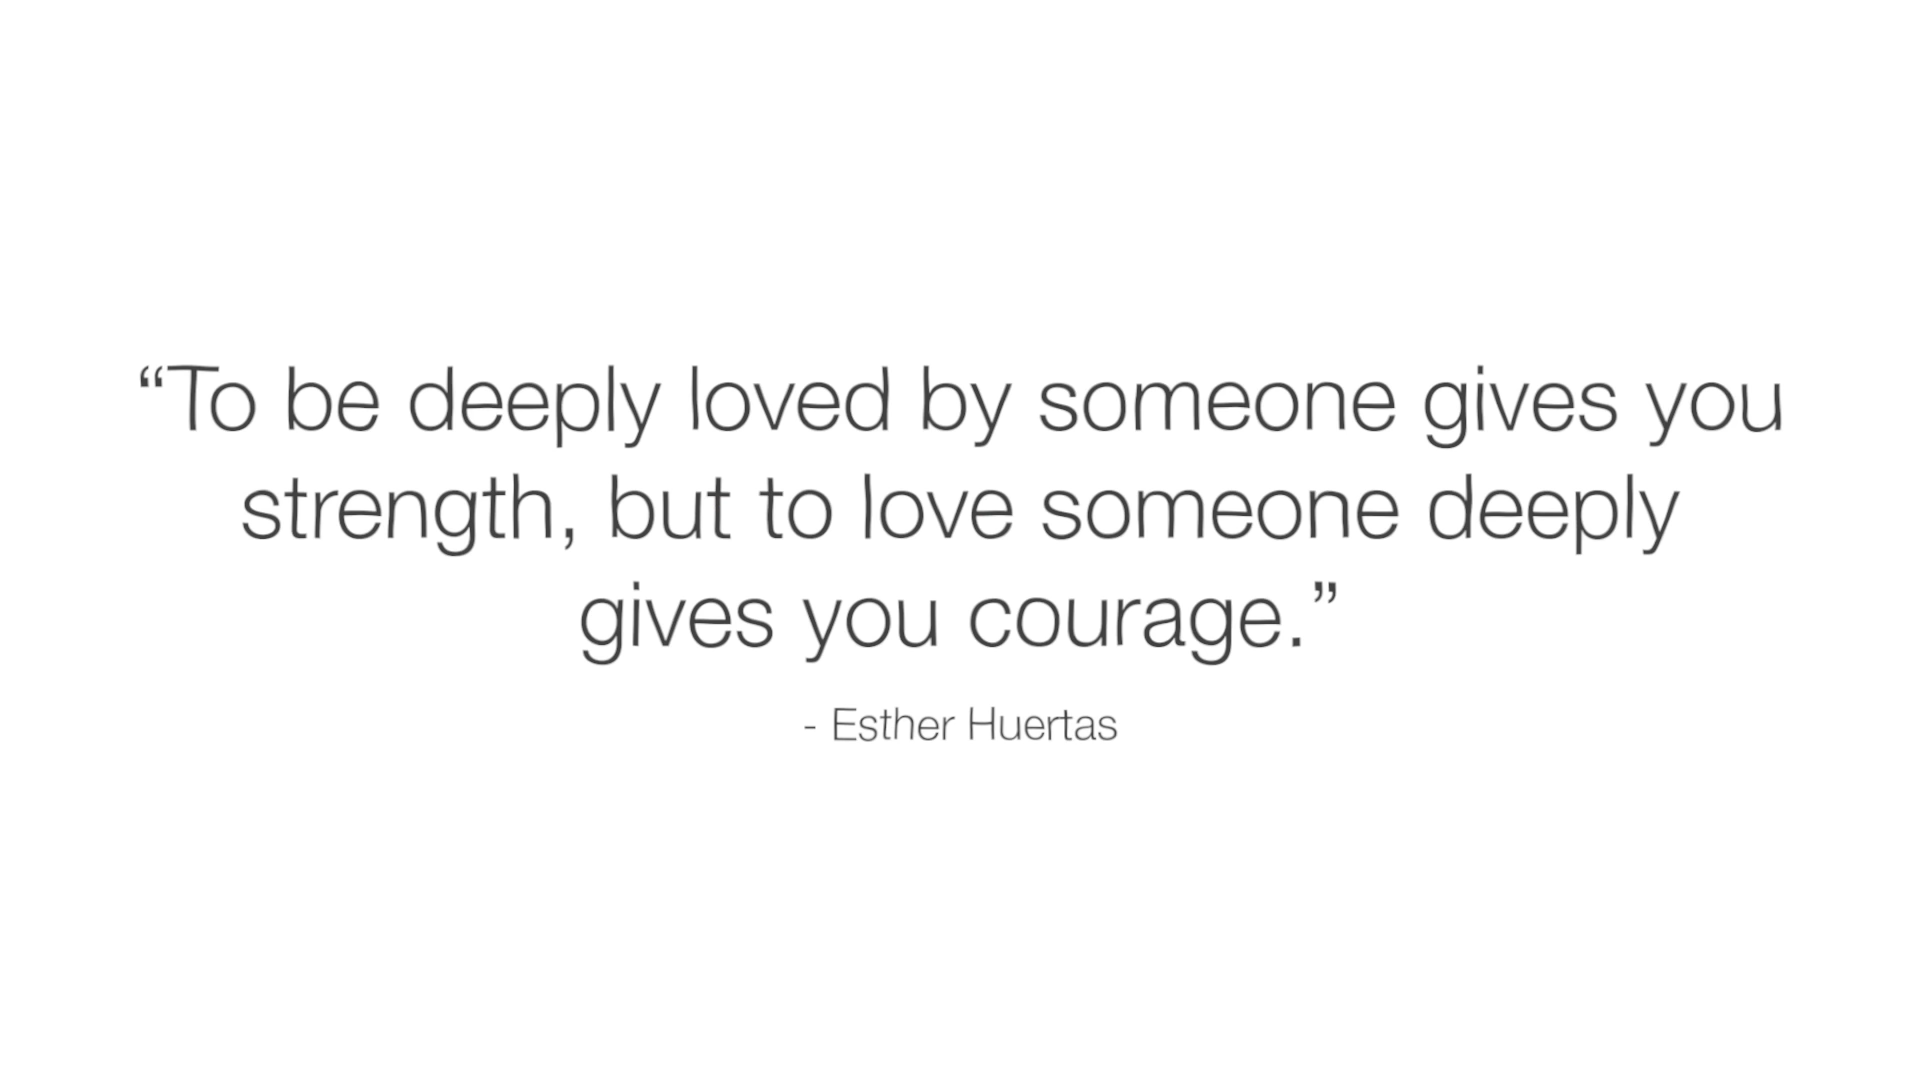 “To be deeply loved by someone gives you
strength, but to love someone deeply
gives you courage.”
- Esther Huertas